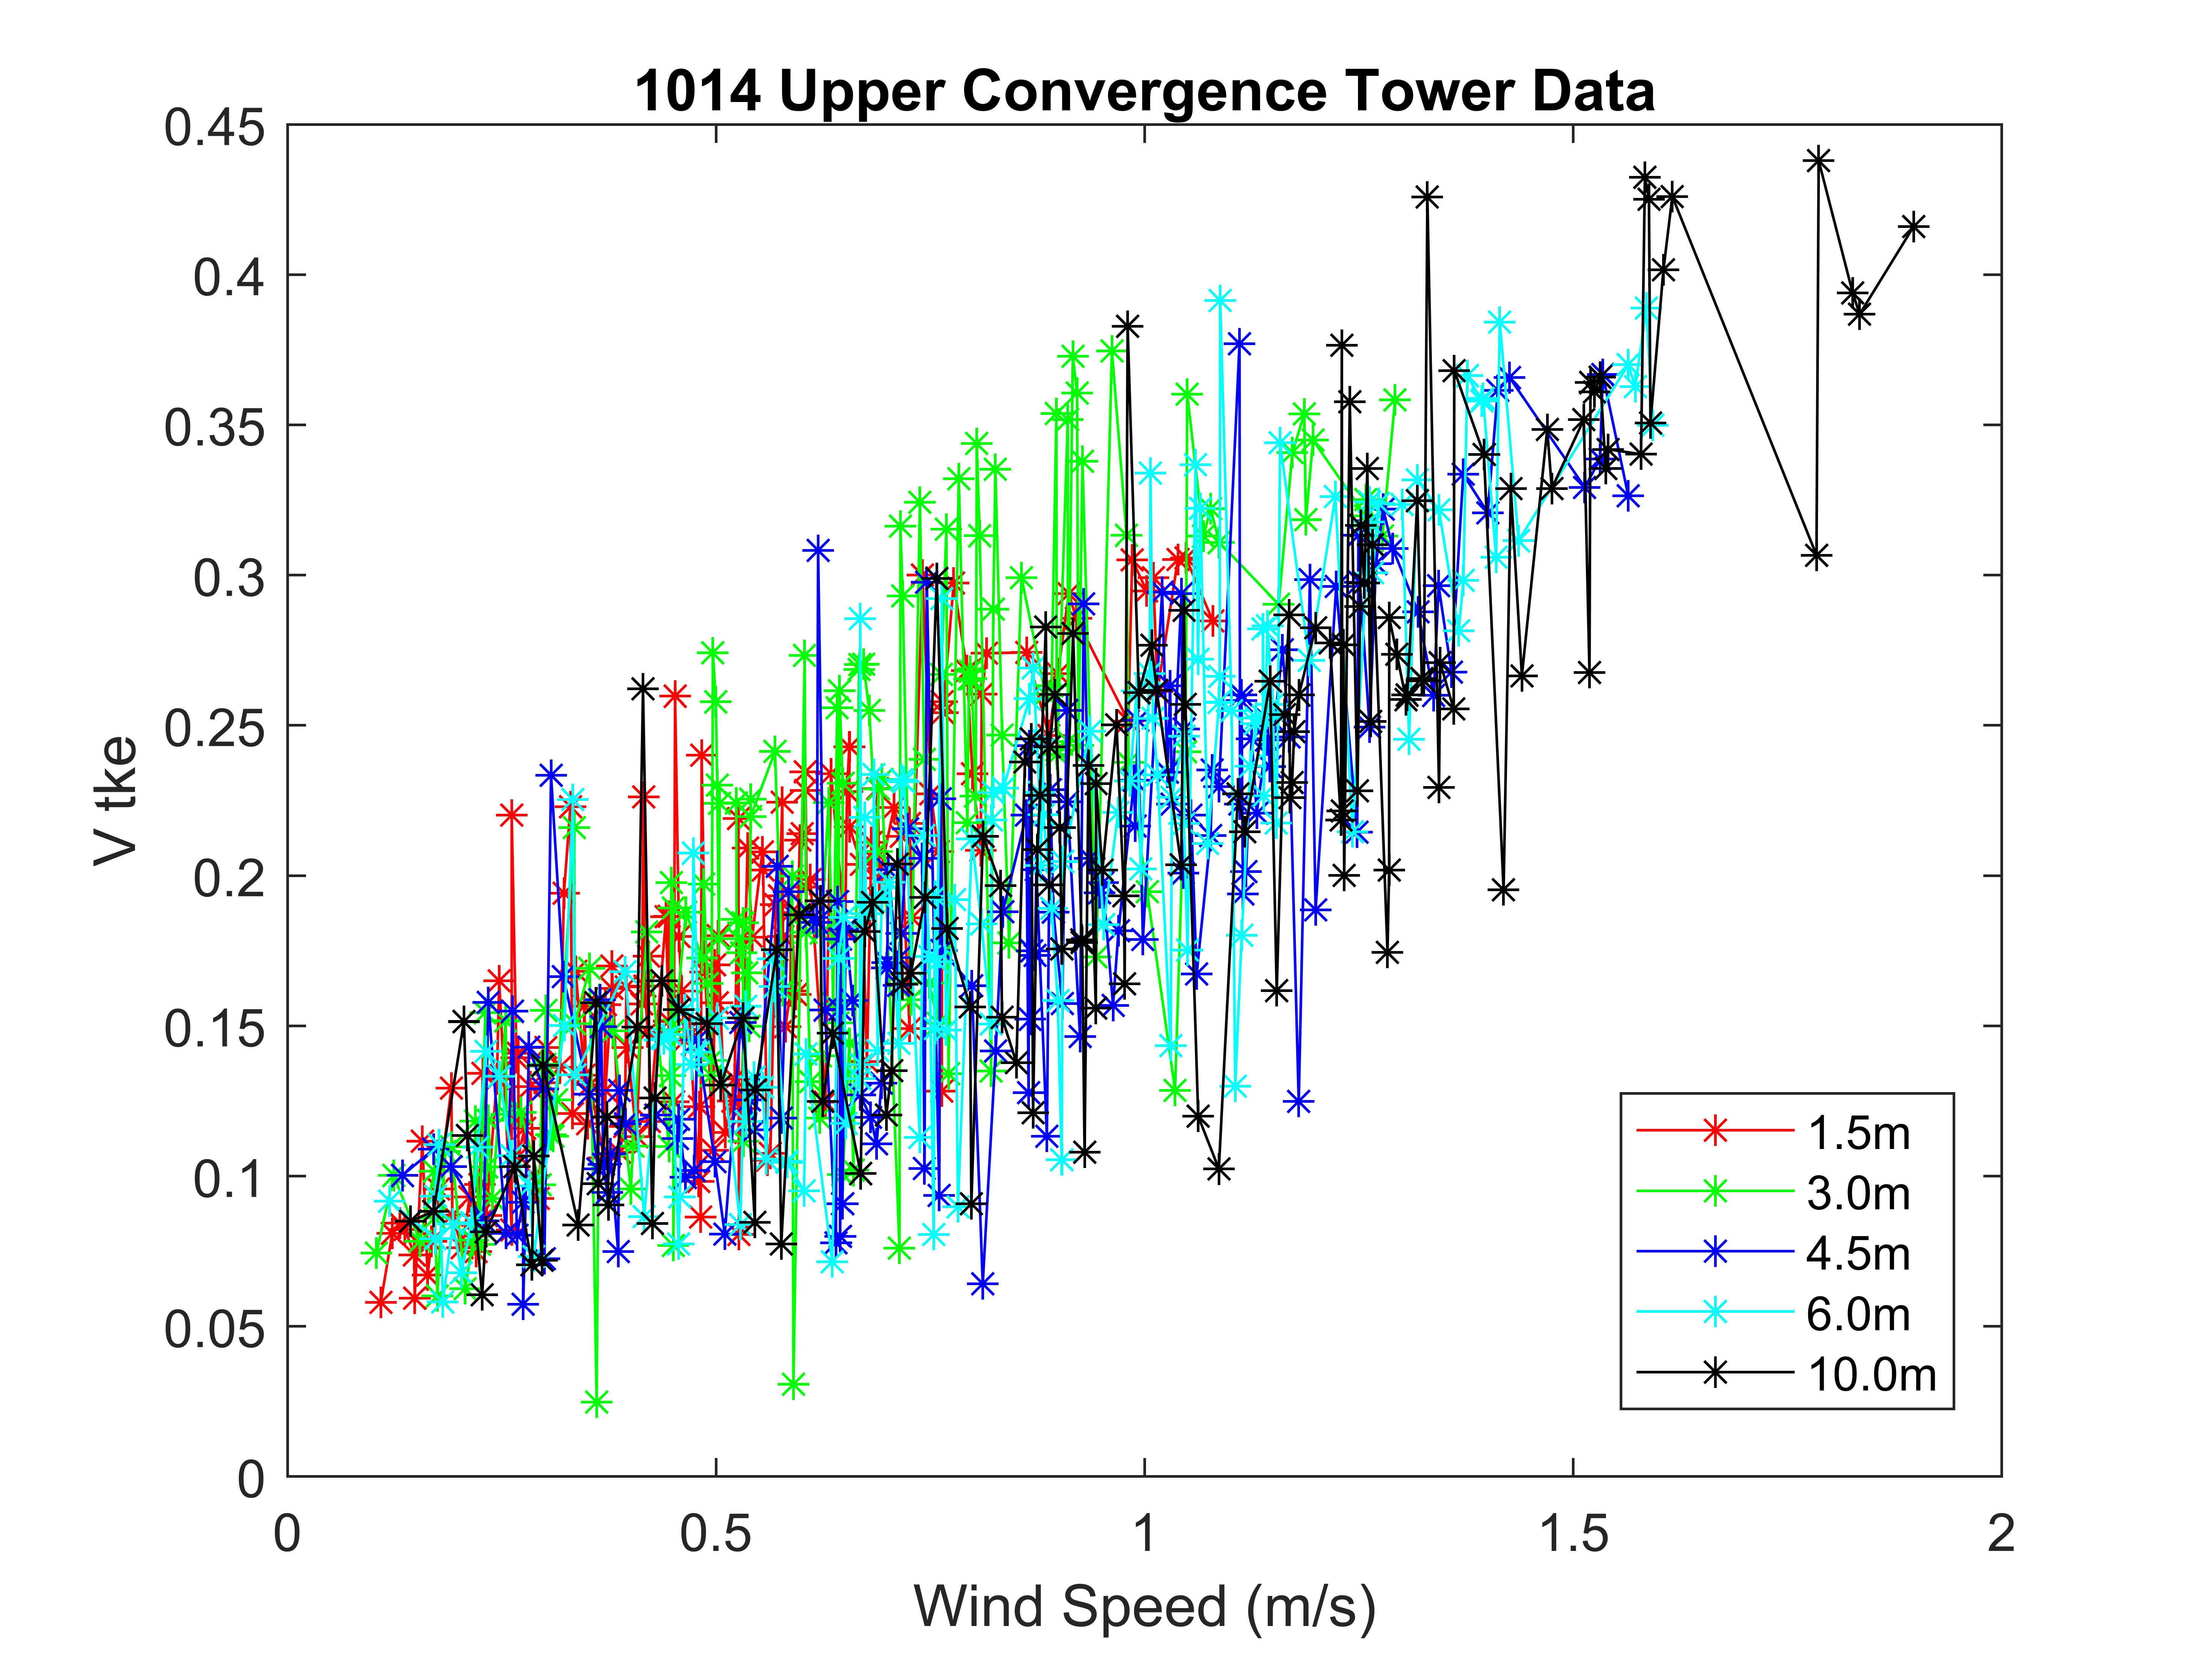 1014 Upper Convergence Tower Data
0.45
0.4
0.35
0.3
0.25
0.2
0.15
0.1
0.05
0
V tke
1.5m
3.0m
4.5m
6.0m
10.0m
0 0.5 1 1.5 2
Wind Speed (m/s)